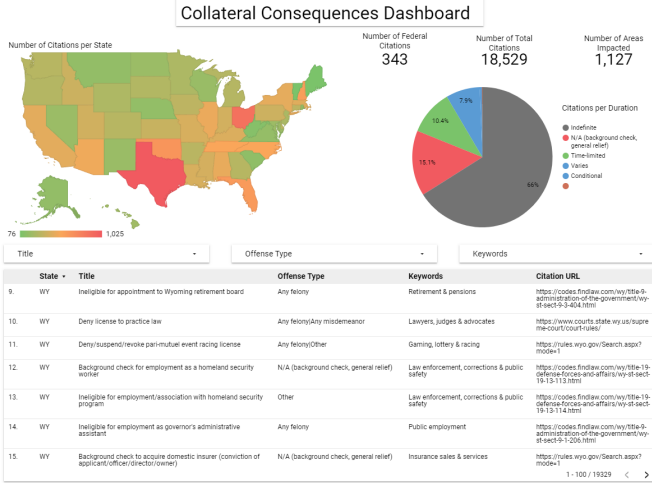 Collateral Consequences Dashboard
Number of Citations per State
Number of Federal
Citations
343
Number of Total
Citations
18,529
Number of Areas
Impacted
1,127
Citations per Duration
Indefinite
N/A (background check,
general relief)
Time-limited
Varies
Conditional
7.9%
10.4%
15.1%
66%
76
1,025
Title
Offense Type
Keywords
State Title Offense Type Keywords Citation URL
9. WY Ineligible for appointment to Wyoming retirement board Any felony Retirement & pensions https://codes.findlaw.com/wy/title-9-
administration-of-the-government/wy-
st-sect-9-3-404.html
10. WY Deny license to practice law Any felony|Any misdemeanor Lawyers, judges & advocates https://www.courts.state.wy.us/supre
me-court/court-rules/
11. WY Deny/suspend/revoke pari-mutuel event racing license Any felony|Other Gaming, lottery & racing https://rules.wyo.gov/Search.aspx?
mode=1
12. WY Background check for employment as a homeland security N/A (background check, general relief) Law enforcement, corrections & public https://codes.findlaw.com/wy/title-19-
worker safety defense-forces-and-affairs/wy-st-sect-
19-13-113.html
13. WY Ineligible for employment/association with homeland security Other Law enforcement, corrections & public https://codes.findlaw.com/wy/title-19-
program safety defense-forces-and-affairs/wy-st-sect-
19-13-114.html
14. WY Ineligible for employment as governor's administrative Any felony Public employment https://codes.findlaw.com/wy/title-9-
assistant administration-of-the-government/wy-
st-sect-9-1-206.html
15. WY Background check to acquire domestic insurer (conviction of N/A (background check, general relief) Insurance sales & services https://rules.wyo.gov/Search.aspx?
applicant/officer/director/owner) mode=1
1 - 100 / 19329